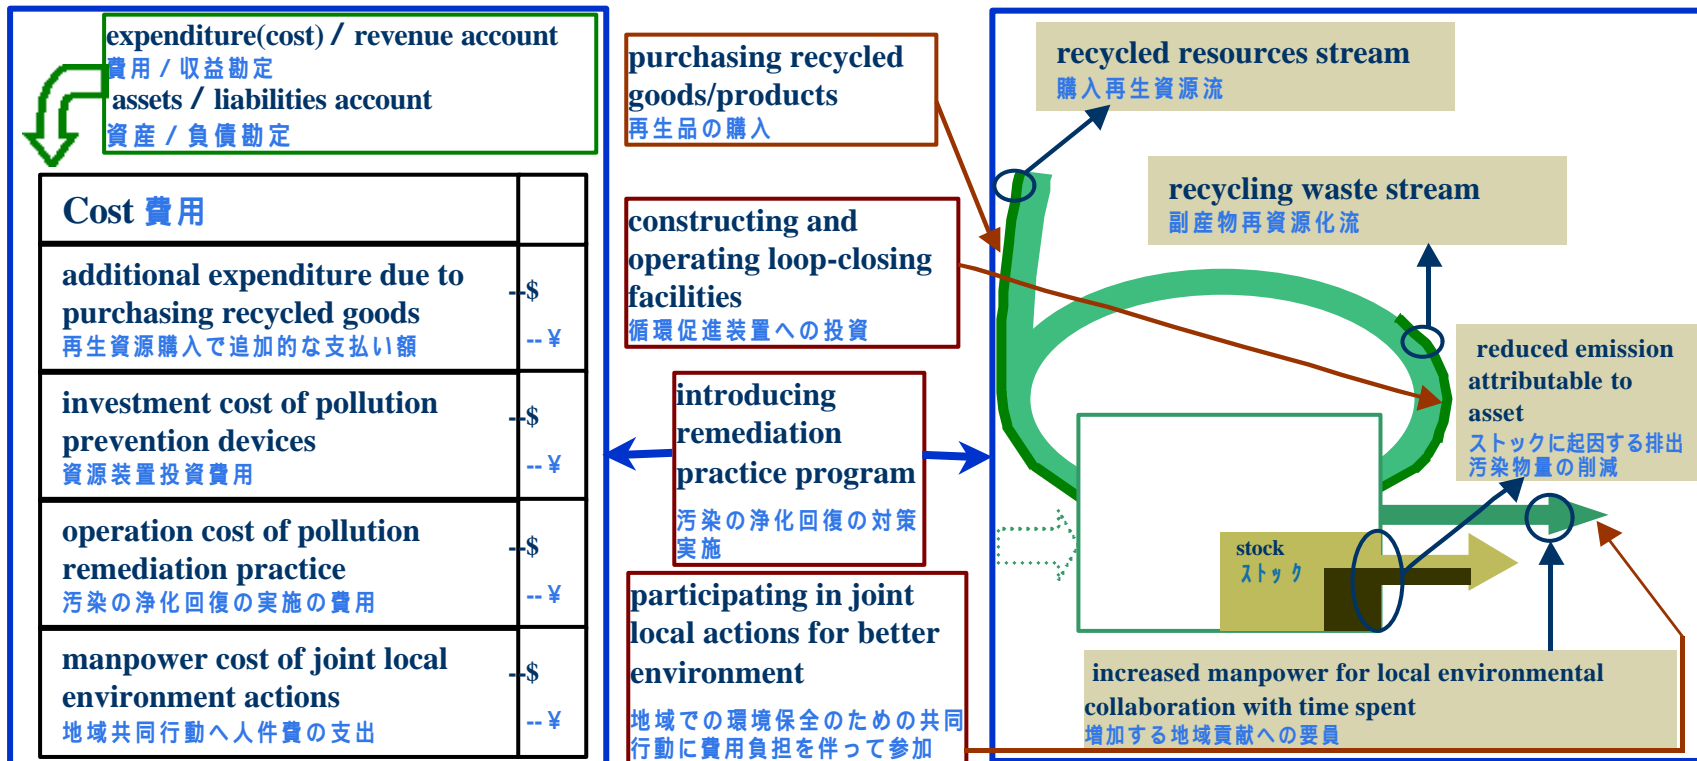 expenditure(cost) / revenue account
費用 / 収益勘定
assets / liabilities account
資産 / 負債勘定
Cost 費用
additional expenditure due to
purchasing recycled goods
再生資源購入で追加的な支払い額
--$
-- ¥
investment cost of pollution
prevention devices
資源装置投資費用
--$
-- ¥
operation cost of pollution
remediation practice
汚染の浄化回復の実施の費用
--$
-- ¥
manpower cost of joint local
environment actions
地域共同行動へ人件費の支出
--$
-- ¥
purchasing recycled
goods/products
再生品の購入
constructing and
operating loop-closing
facilities
循環促進装置への投資
introducing
remediation
practice program
汚染の浄化回復の対策
実施
participating in joint
local actions for better
environment
地域での環境保全のための共同
行動に費用負担を伴って参加
recycled resources stream
購入再生資源流
recycling waste stream
副産物再資源化流
reduced emission
attributable to
asset
ストックに起因する排出
汚染物量の削減
stock
ストック
increased manpower for local environmental
collaboration with time spent
増加する地域貢献への要員